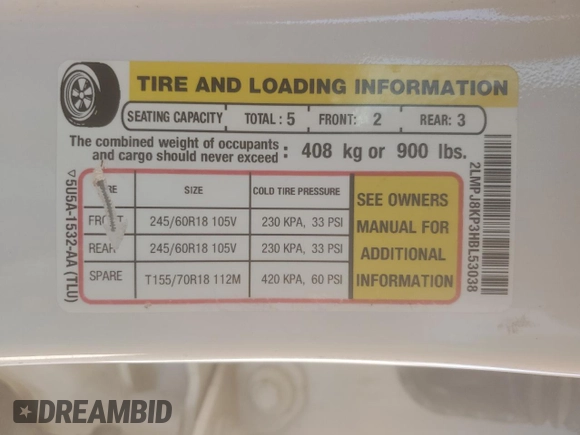 TIRE AND LOADING INFORMATION
SEATING CAPACITY TOTAL : 5 FRONT: 2 REAR: 3
The combined weight of occupants
and cargo should never exceed : 408 kg or 900 lbs.
SIZE COLD TIRE PRESSURE
FRONT 245/60R18 105V 230 KPA, 33 PSI
REAR 245/60R18 105V 230 KPA, 33 PSI
SPARE T155/70R18 112M 420 KPA, 60 PSI
SEE OWNERS
MANUAL FOR
ADDITIONAL
INFORMATION
5U5A-1532-AA (TLU)
2LMPJ8KP3HBL53038
DREAMBID